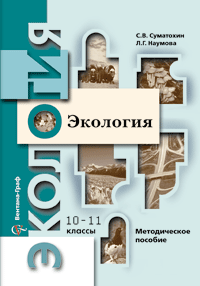 С.В. Суматохин
Л.Г. Наумова
ЭКОЛОГИЯ
Экология
10-11
классы
Методическое
пособие
Вентана-Граф